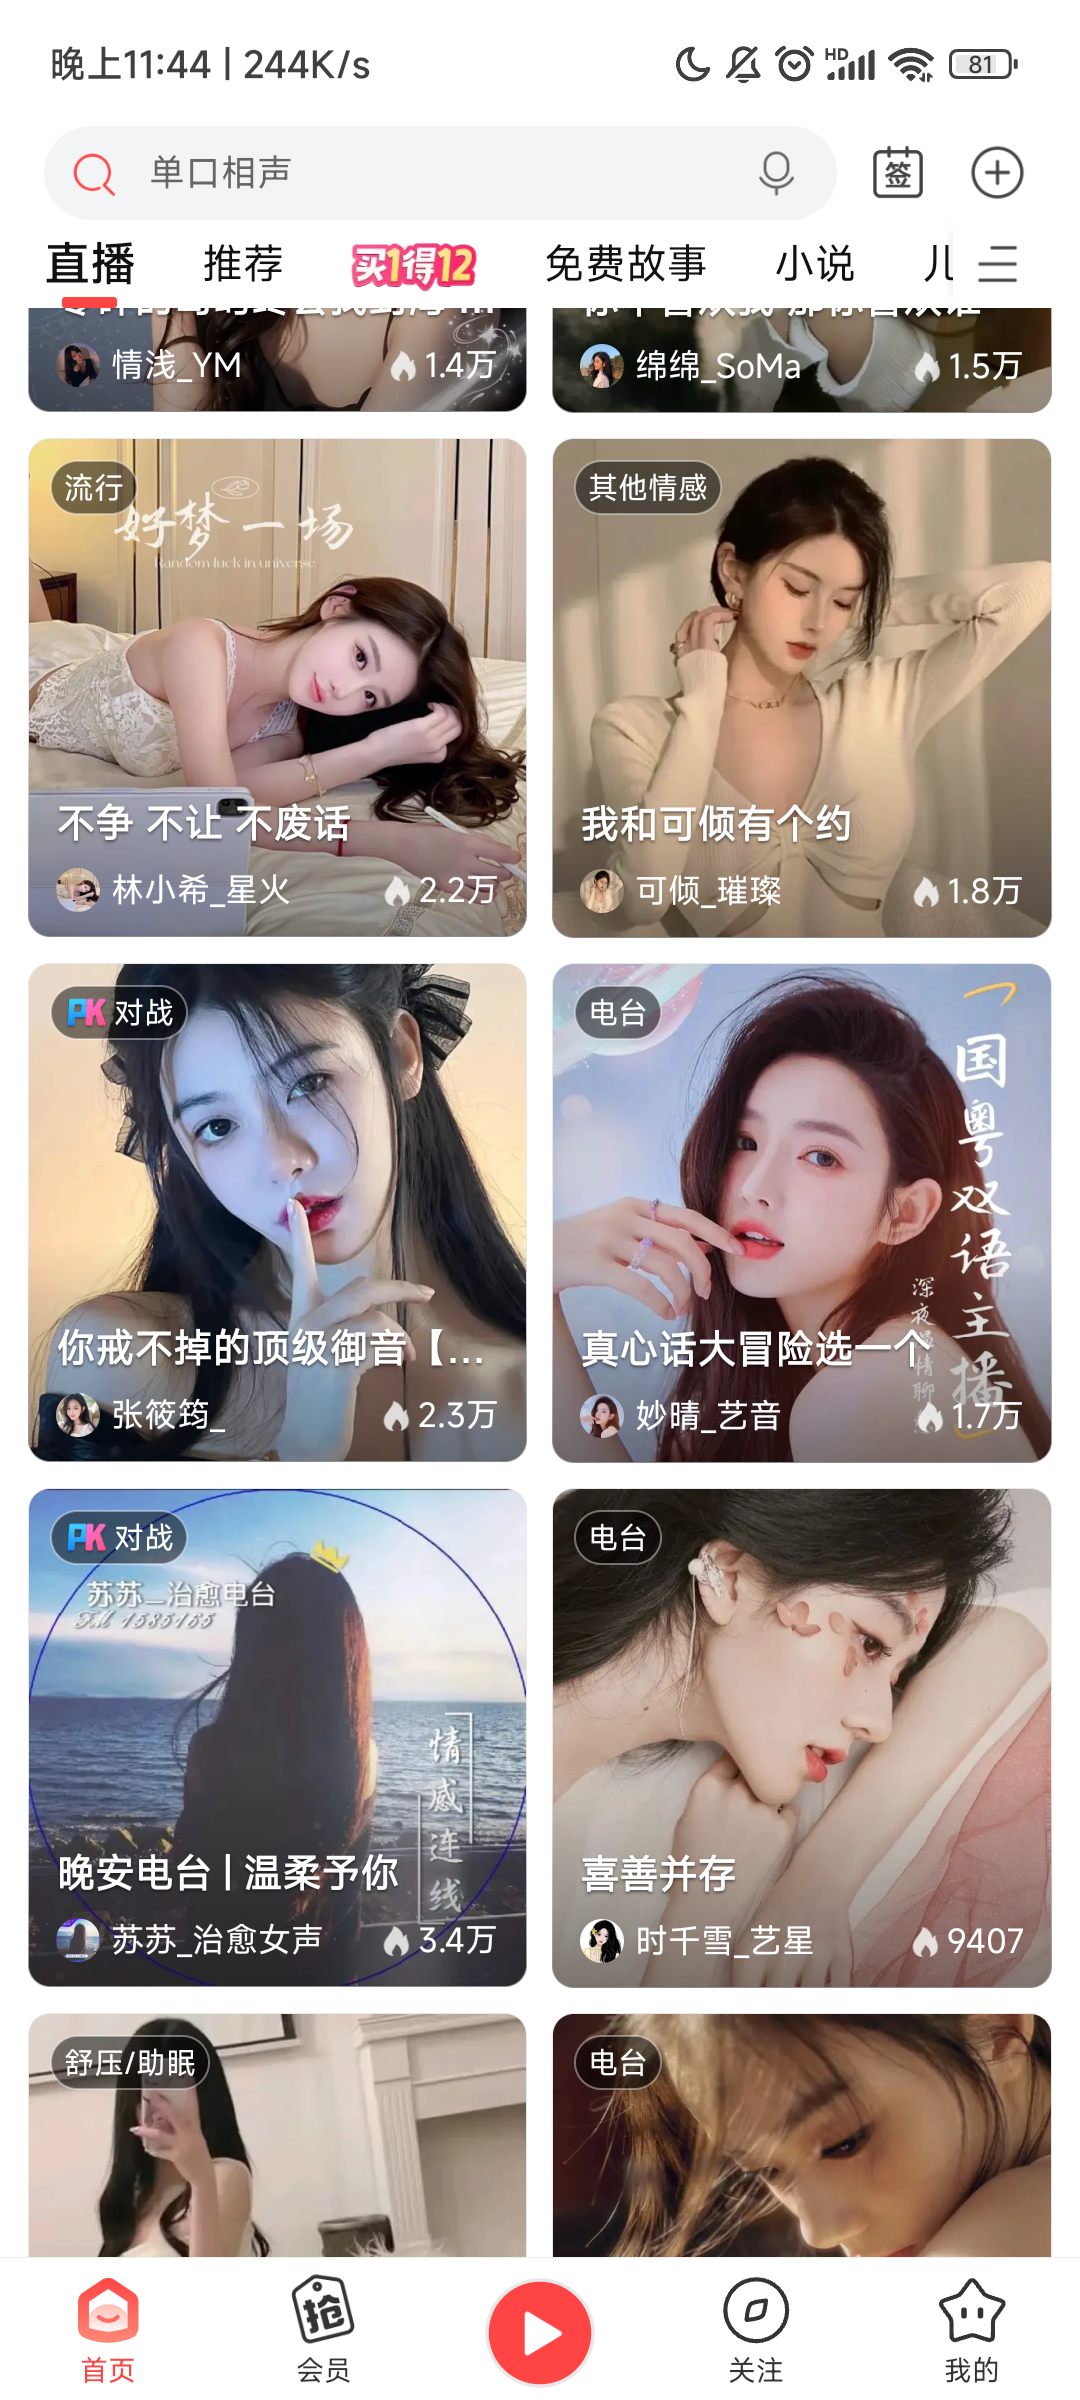 晚上11:44 | 244K/s
HD
81
单口相声
签
直播
推荐
买1得12
免费故事
小说
情浅_YM
1.4万
绵绵_SoMa
1.5万
流行
好梦一场
Random luck in universe
不争 不让 不废话
林小希_星火
2.2万
其他情感
我和可倾有个约
可倾_璀璨
1.8万
PK 对战
你戒不掉的顶级御音【...
张筱筠_
2.3万
电台
国粤双语主播
真心话大冒险选一个
妙晴_艺音
1.7万
PK 对战
苏苏_治愈电台
FM 1585165
情感连线
晚安电台 | 温柔予你
苏苏_治愈女声
3.4万
电台
喜善并存
时千雪_艺星
9407
舒压/助眠
电台
首页
抢
会员
关注
我的